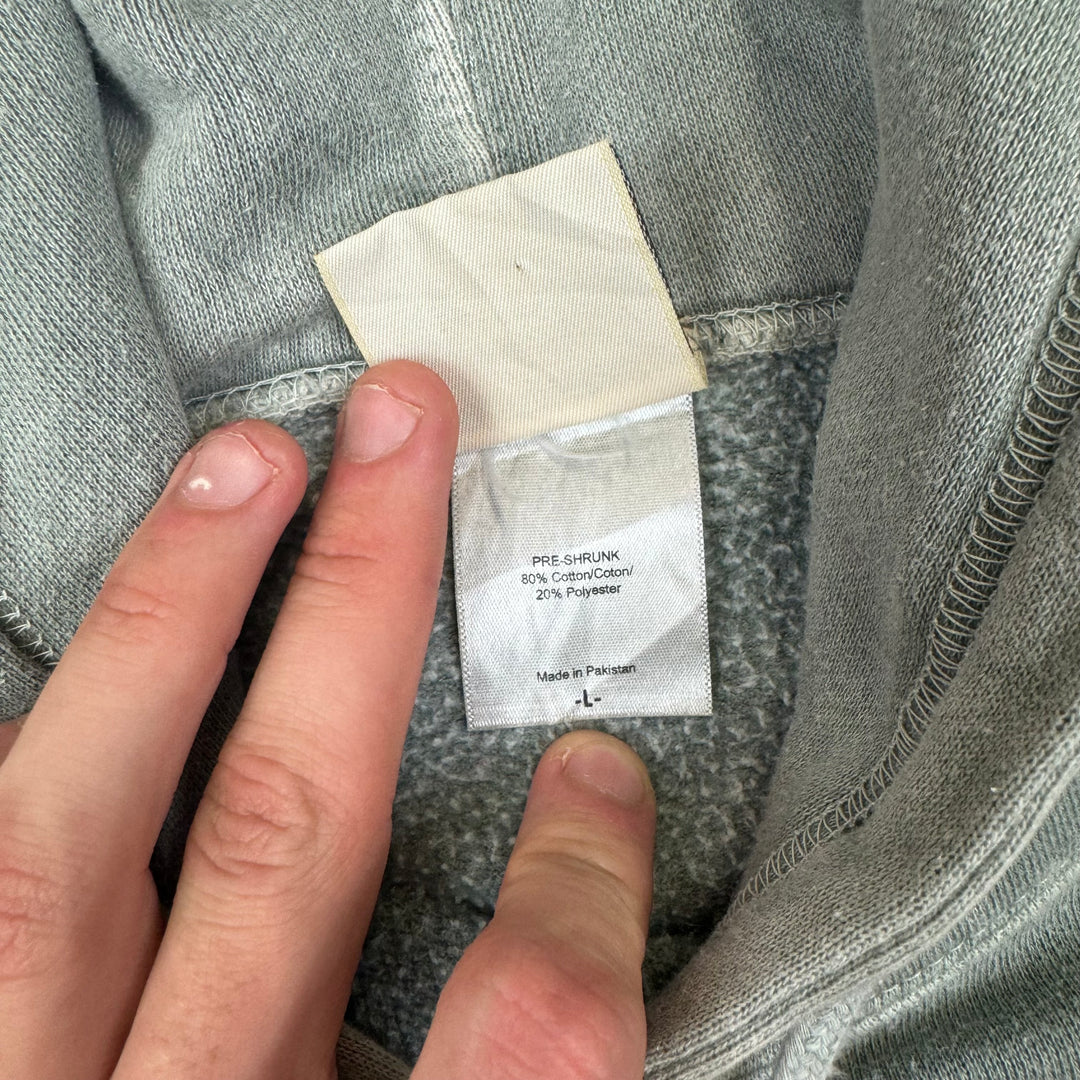 PRE-SHRUNK
80% Cotton/Coton/
20% Polyester
Made in Pakistan
-L-